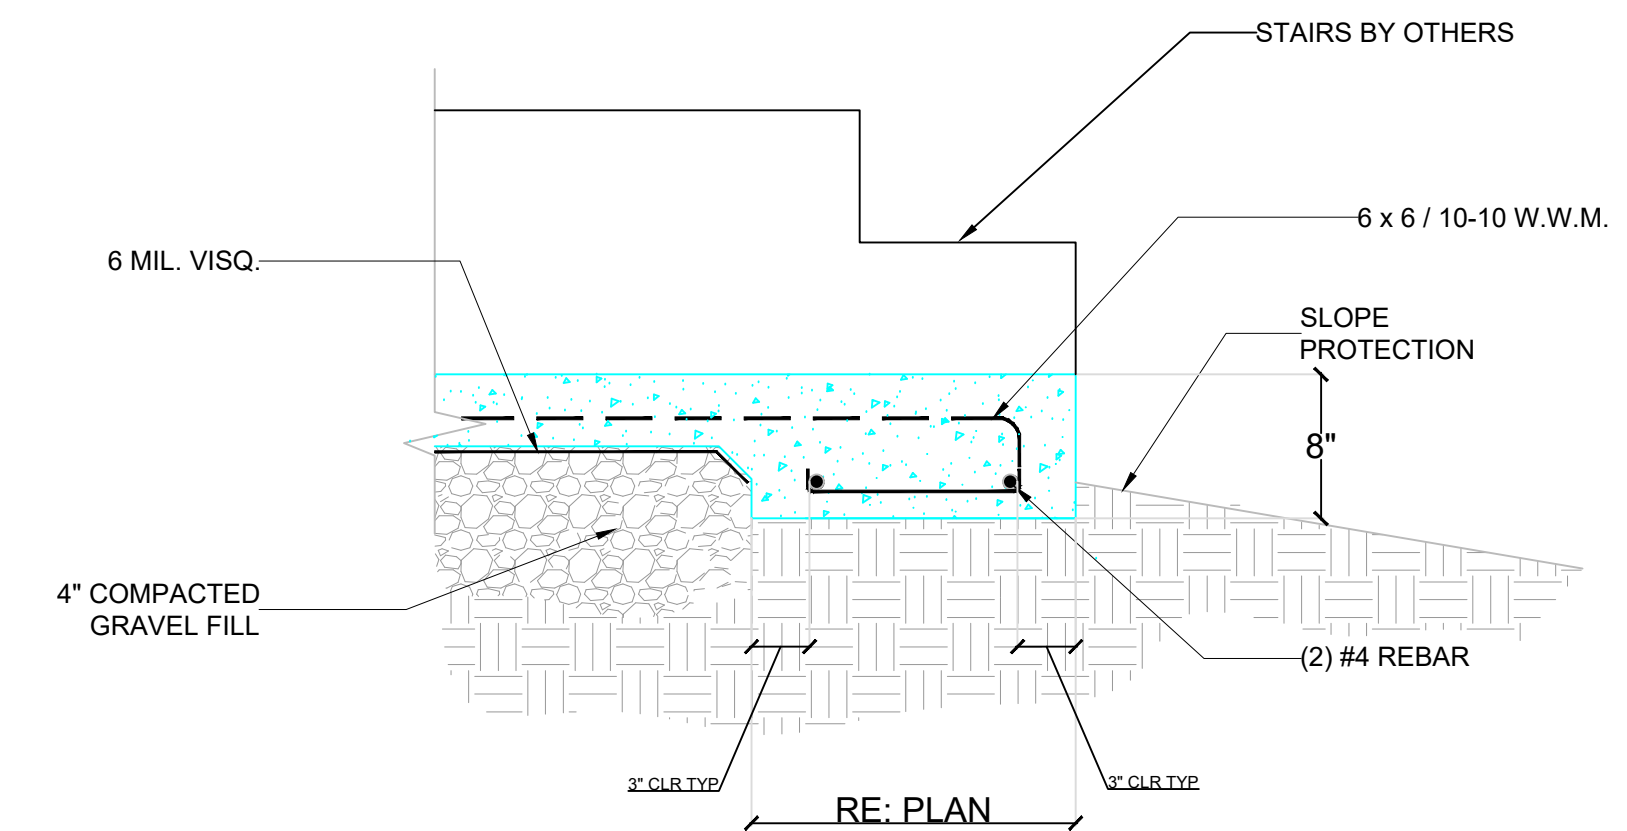 STAIRS BY OTHERS
6 x 6 / 10-10 W.W.M.
6 MIL. VISQ.
SLOPE
PROTECTION
8"
4" COMPACTED
GRAVEL FILL
(2) #4 REBAR
3" CLR TYP
3" CLR TYP
RE: PLAN